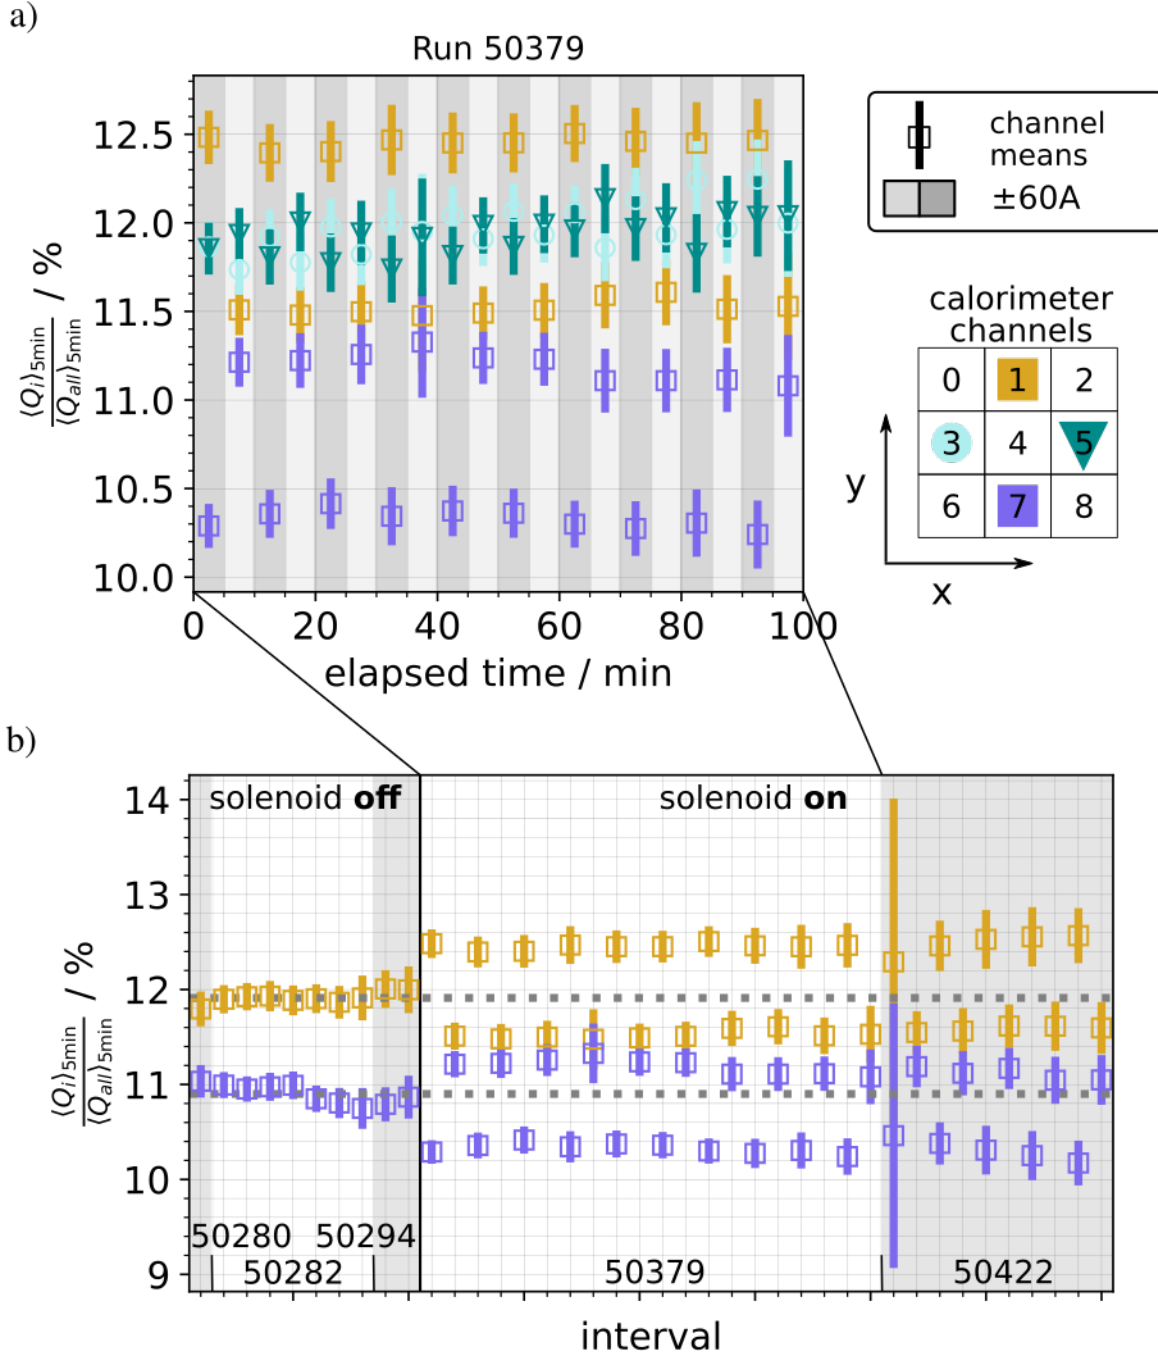 a)
Run 50379
12.5
12.0
11.5
11.0
10.5
10.0
⟨Qi⟩5min
⟨Qall⟩5min
/ %
0 20 40 60 80 100
elapsed time / min
channel
means
±60A
calorimeter
channels
0 1 2
3 4 5
6 7 8
y
x
b)
solenoid off
solenoid on
14
13
12
11
10
9
⟨Qi⟩5min
⟨Qall⟩5min
/ %
50280 50294
50282 50379 50422
interval